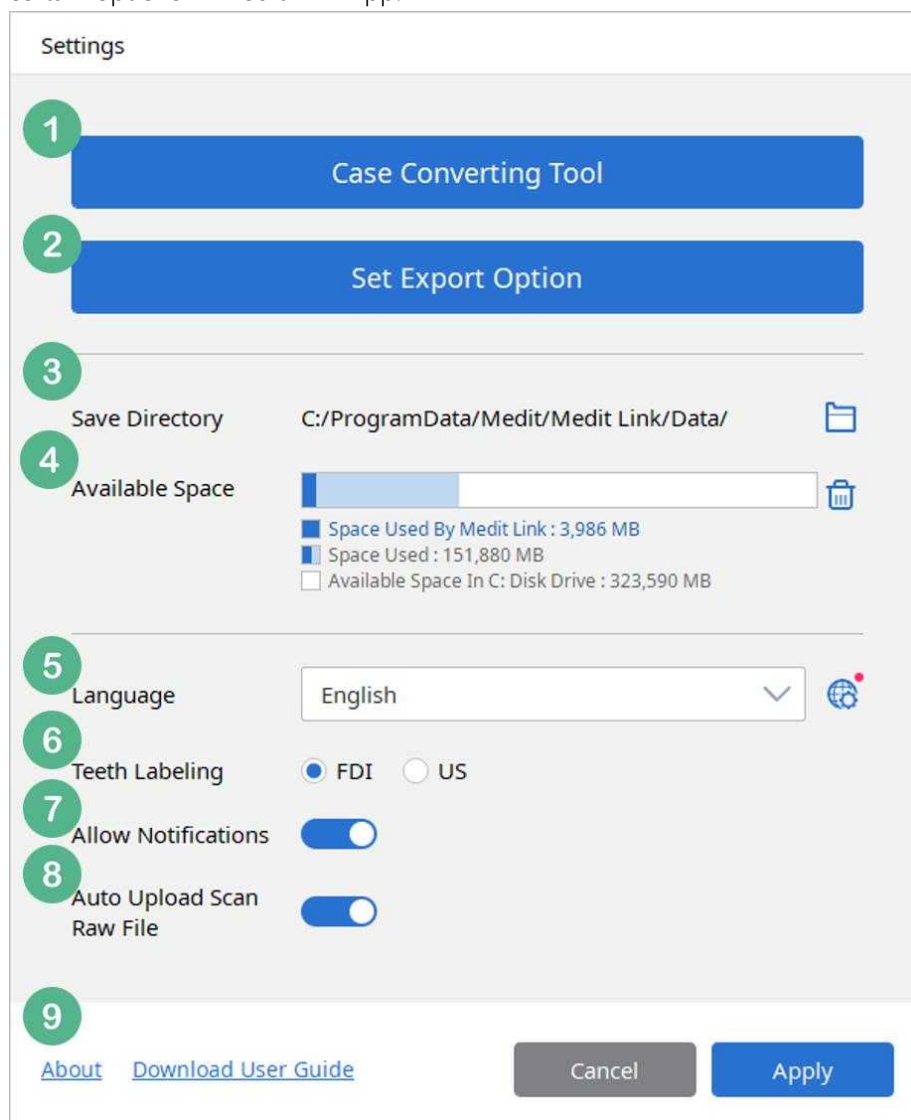 Settings
1
Case Converting Tool
2
Set Export Option
3
Save Directory C:/ProgramData/Medit/Medit Link/Data/
4
Available Space
Space Used By Medit Link : 3,986 MB
Space Used : 151,880 MB
Available Space In C: Disk Drive : 323,590 MB
5
Language English
6
Teeth Labeling FDI US
7
Allow Notifications
8
Auto Upload Scan
Raw File
9
About Download User Guide Cancel Apply